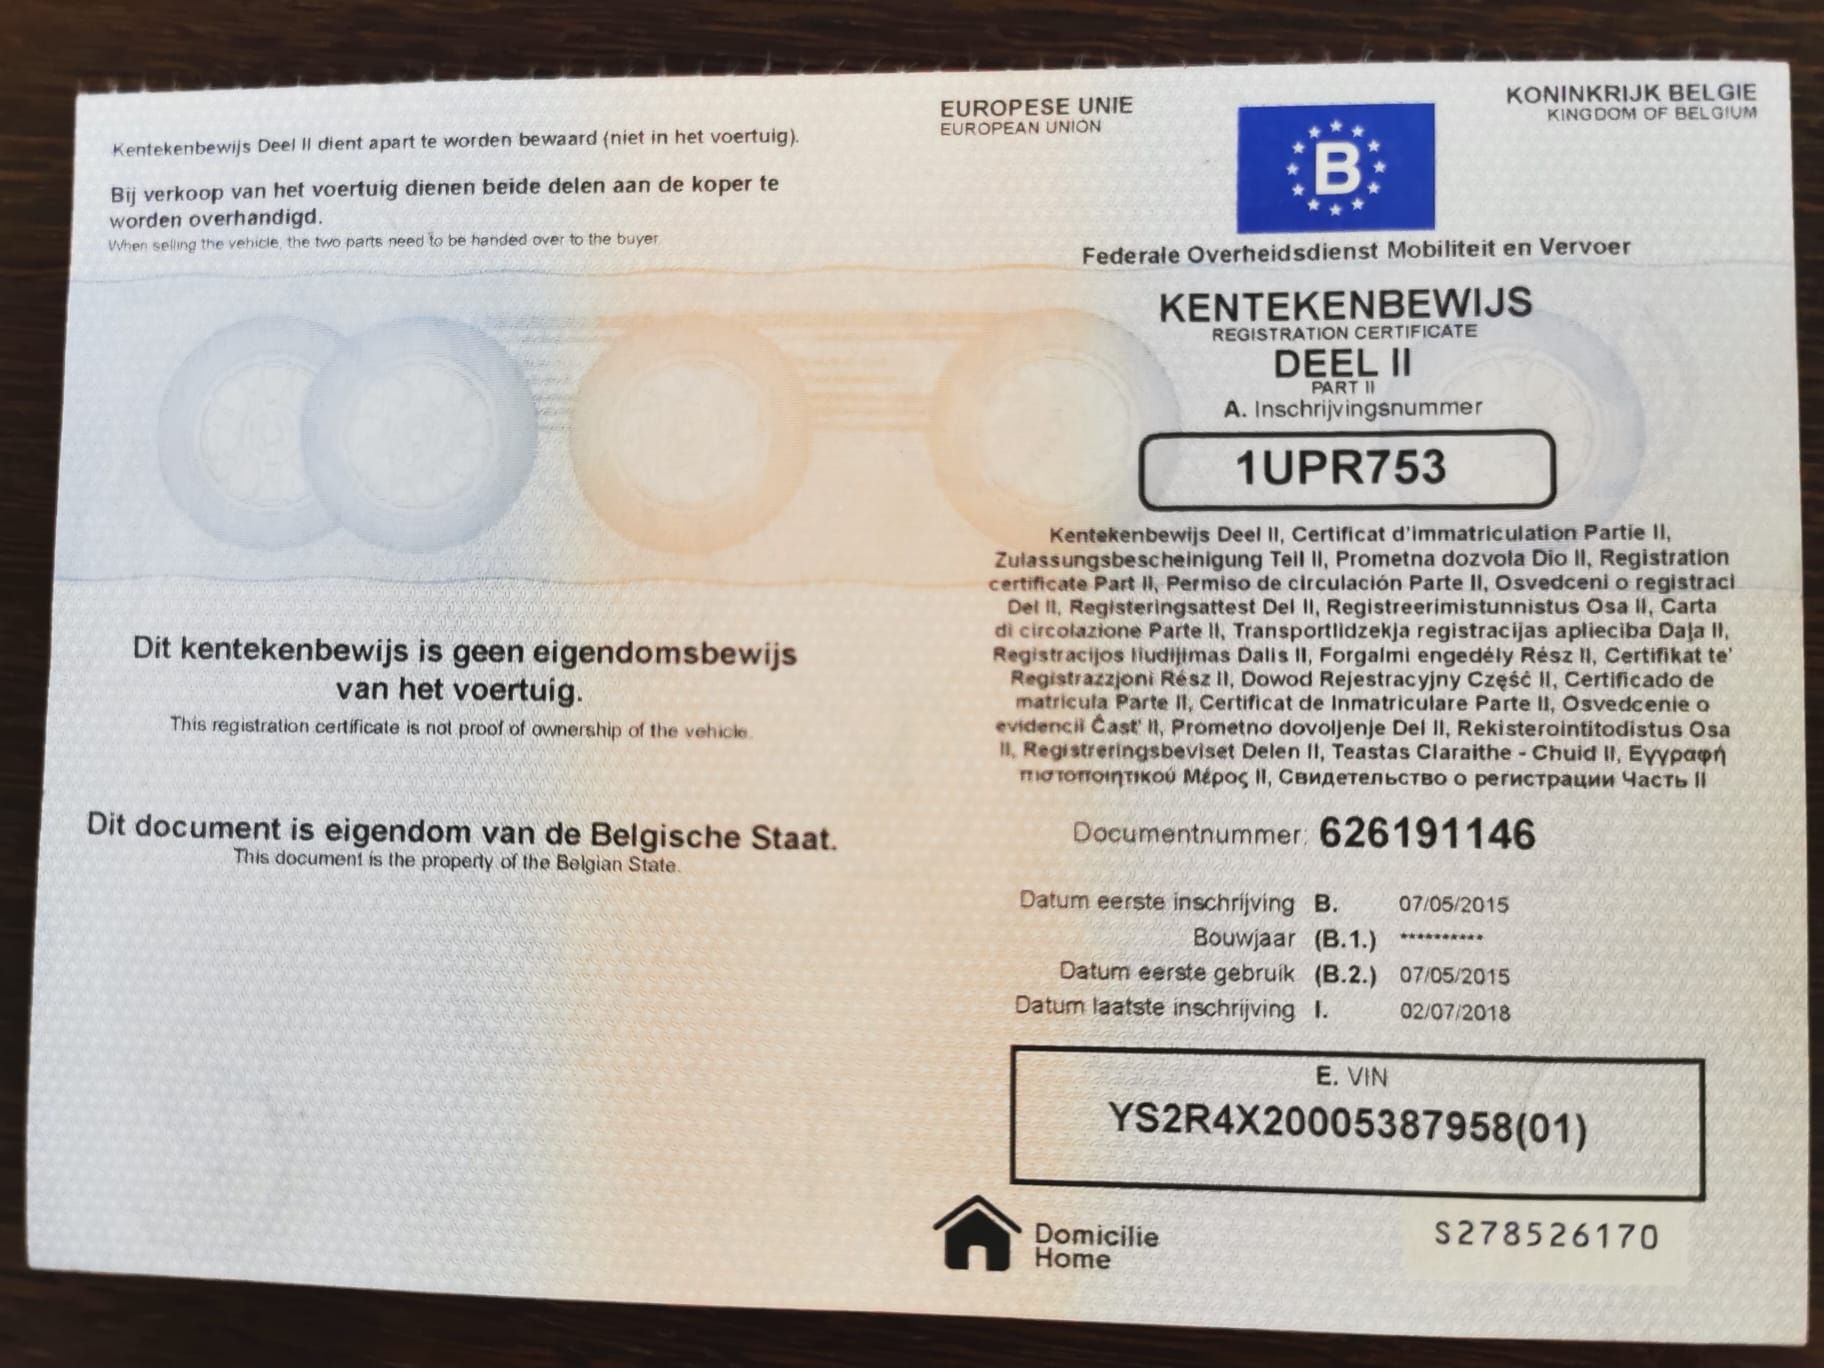 Kentekenbewijs Deel II dient apart te worden bewaard (niet in het voertuig).
Bij verkoop van het voertuig dienen beide delen aan de koper te
worden overhandigd.
When selling the vehicle, the two parts need to be handed over to the buyer.
Dit kentekenbewijs is geen eigendomsbewijs
van het voertuig.
This registration certificate is not proof of ownership of the vehicle.
Dit document is eigendom van de Belgische Staat.
This document is the property of the Belgian State.
EUROPESE UNIE
EUROPEAN UNION
B
KONINKRIJK BELGIE
KINGDOM OF BELGIUM
Federale Overheidsdienst Mobiliteit en Vervoer
KENTEKENBEWIJS
REGISTRATION CERTIFICATE
DEEL II
PART II
A. Inschrijvingsnummer
1UPR753
Kentekenbewijs Deel II, Certificat d'immatriculation Partie II,
Zulassungsbescheinigung Teil II, Prometna dozvola Dio II, Registration
certificate Part II, Permiso de circulación Parte II, Osvedceni o registraci
Del II, Registeringsattest Del II, Registreerimistunnistus Osa II, Carta
di circolazione Parte II, Transportlidzekja registracijas aplieciba Daļa II,
Registracijos liudijimas Dalis II, Forgalmi engedély Rész II, Certifikat te'
Registrazzjoni Rész II, Dowod Rejestracyjny Część II, Certificado de
matricula Parte II, Certificat de Inmatriculare Parte II, Osvedcenie o
evidencii Čast' II, Prometno dovoljenje Del II, Rekisterointitodistus Osa
II, Registreringsbeviset Delen II, Teastas Claraithe - Chuid II, Εγγραφή
πιστοποιητικού Μέρος II, Свидетельство о регистрации Часть II
Documentnummer: 626191146
Datum eerste inschrijving B. 07/05/2015
Bouwjaar (B.1.) **********
Datum eerste gebruik (B.2.) 07/05/2015
Datum laatste inschrijving I. 02/07/2018
E. VIN
YS2R4X20005387958(01)
Domicilie
Home
S278526170